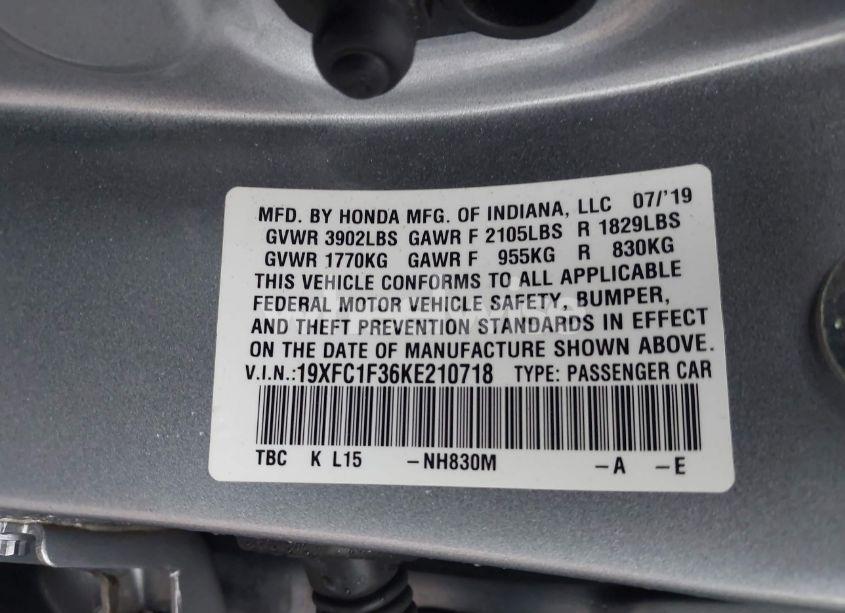 MFD. BY HONDA MFG. OF INDIANA, LLC 07/'19
GVWR 3902LBS GAWR F 2105LBS R 1829LBS
GVWR 1770KG GAWR F 955KG R 830KG
THIS VEHICLE CONFORMS TO ALL APPLICABLE
FEDERAL MOTOR VEHICLE SAFETY, BUMPER,
AND THEFT PREVENTION STANDARDS IN EFFECT
ON THE DATE OF MANUFACTURE SHOWN ABOVE.
V.I.N.:19XFC1F36KE210718 TYPE: PASSENGER CAR
TBC K L15 -NH830M -A -E